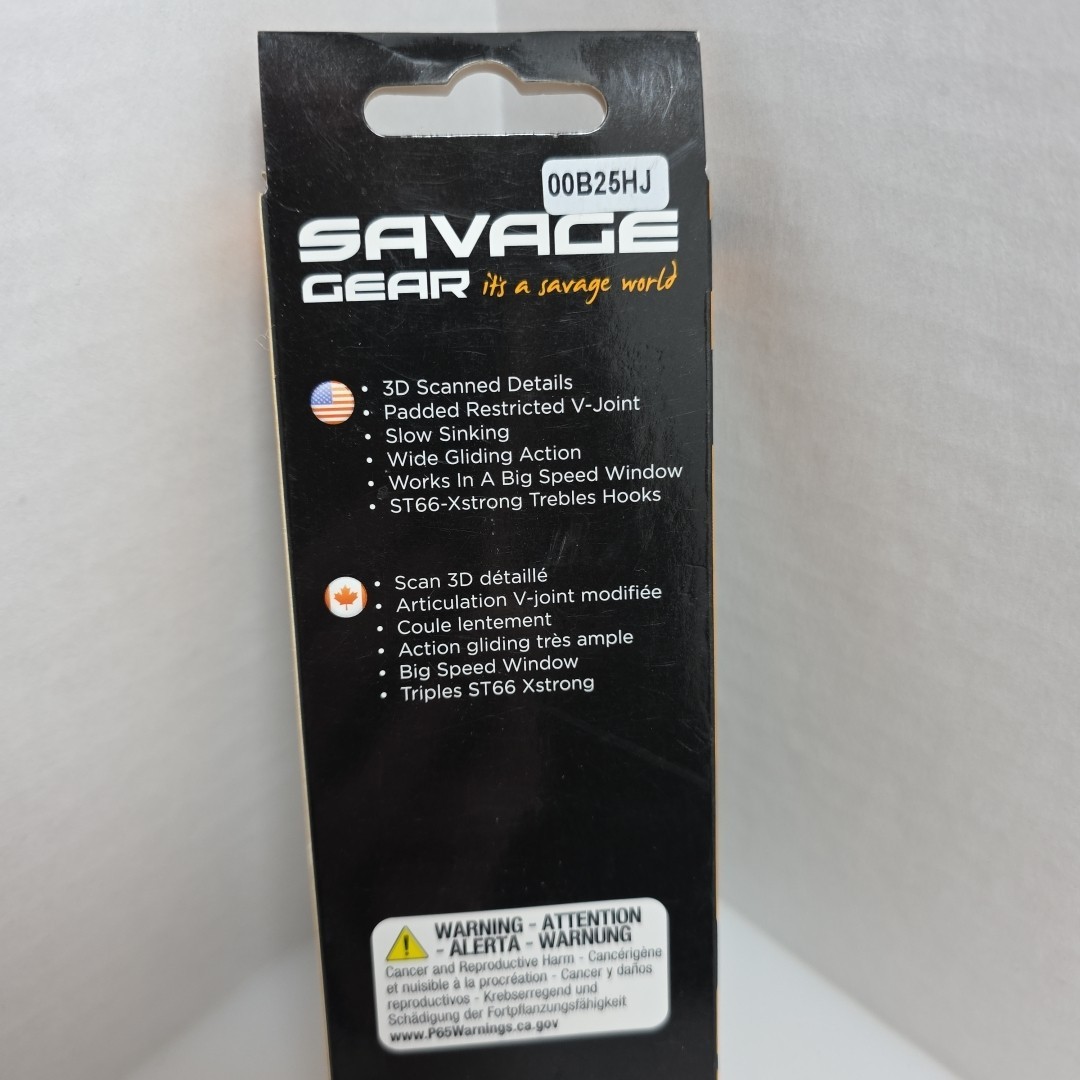 00B25HJ
SAVAGE
GEAR it's a savage world
• 3D Scanned Details
• Padded Restricted V-Joint
• Slow Sinking
• Wide Gliding Action
• Works In A Big Speed Window
• ST66-Xstrong Trebles Hooks
• Scan 3D détaillé
• Articulation V-joint modifiée
• Coule lentement
• Action gliding très ample
• Big Speed Window
• Triples ST66 Xstrong
WARNING - ATTENTION
- ALERTA - WARNUNG
Cancer and Reproductive Harm - Cancérigène
et nuisible à la procréation - Cancer y daños
reproductivos - Krebserregend und
Schädigung der Fortpflanzungsfähigkeit
www.P65Warnings.ca.gov